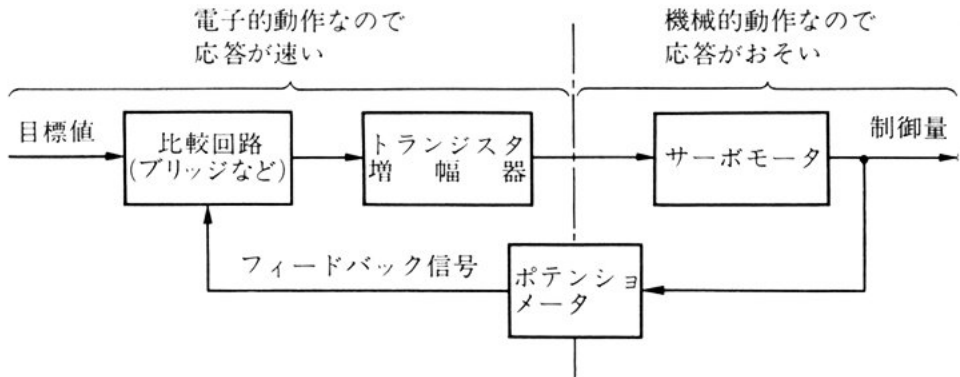 電子的動作なので
応答が速い
機械的動作なので
応答がおそい
目標値
比較回路
(ブリッジなど)
トランジスタ
増幅器
サーボモータ
制御量
フィードバック信号
ポテンショ
メータ